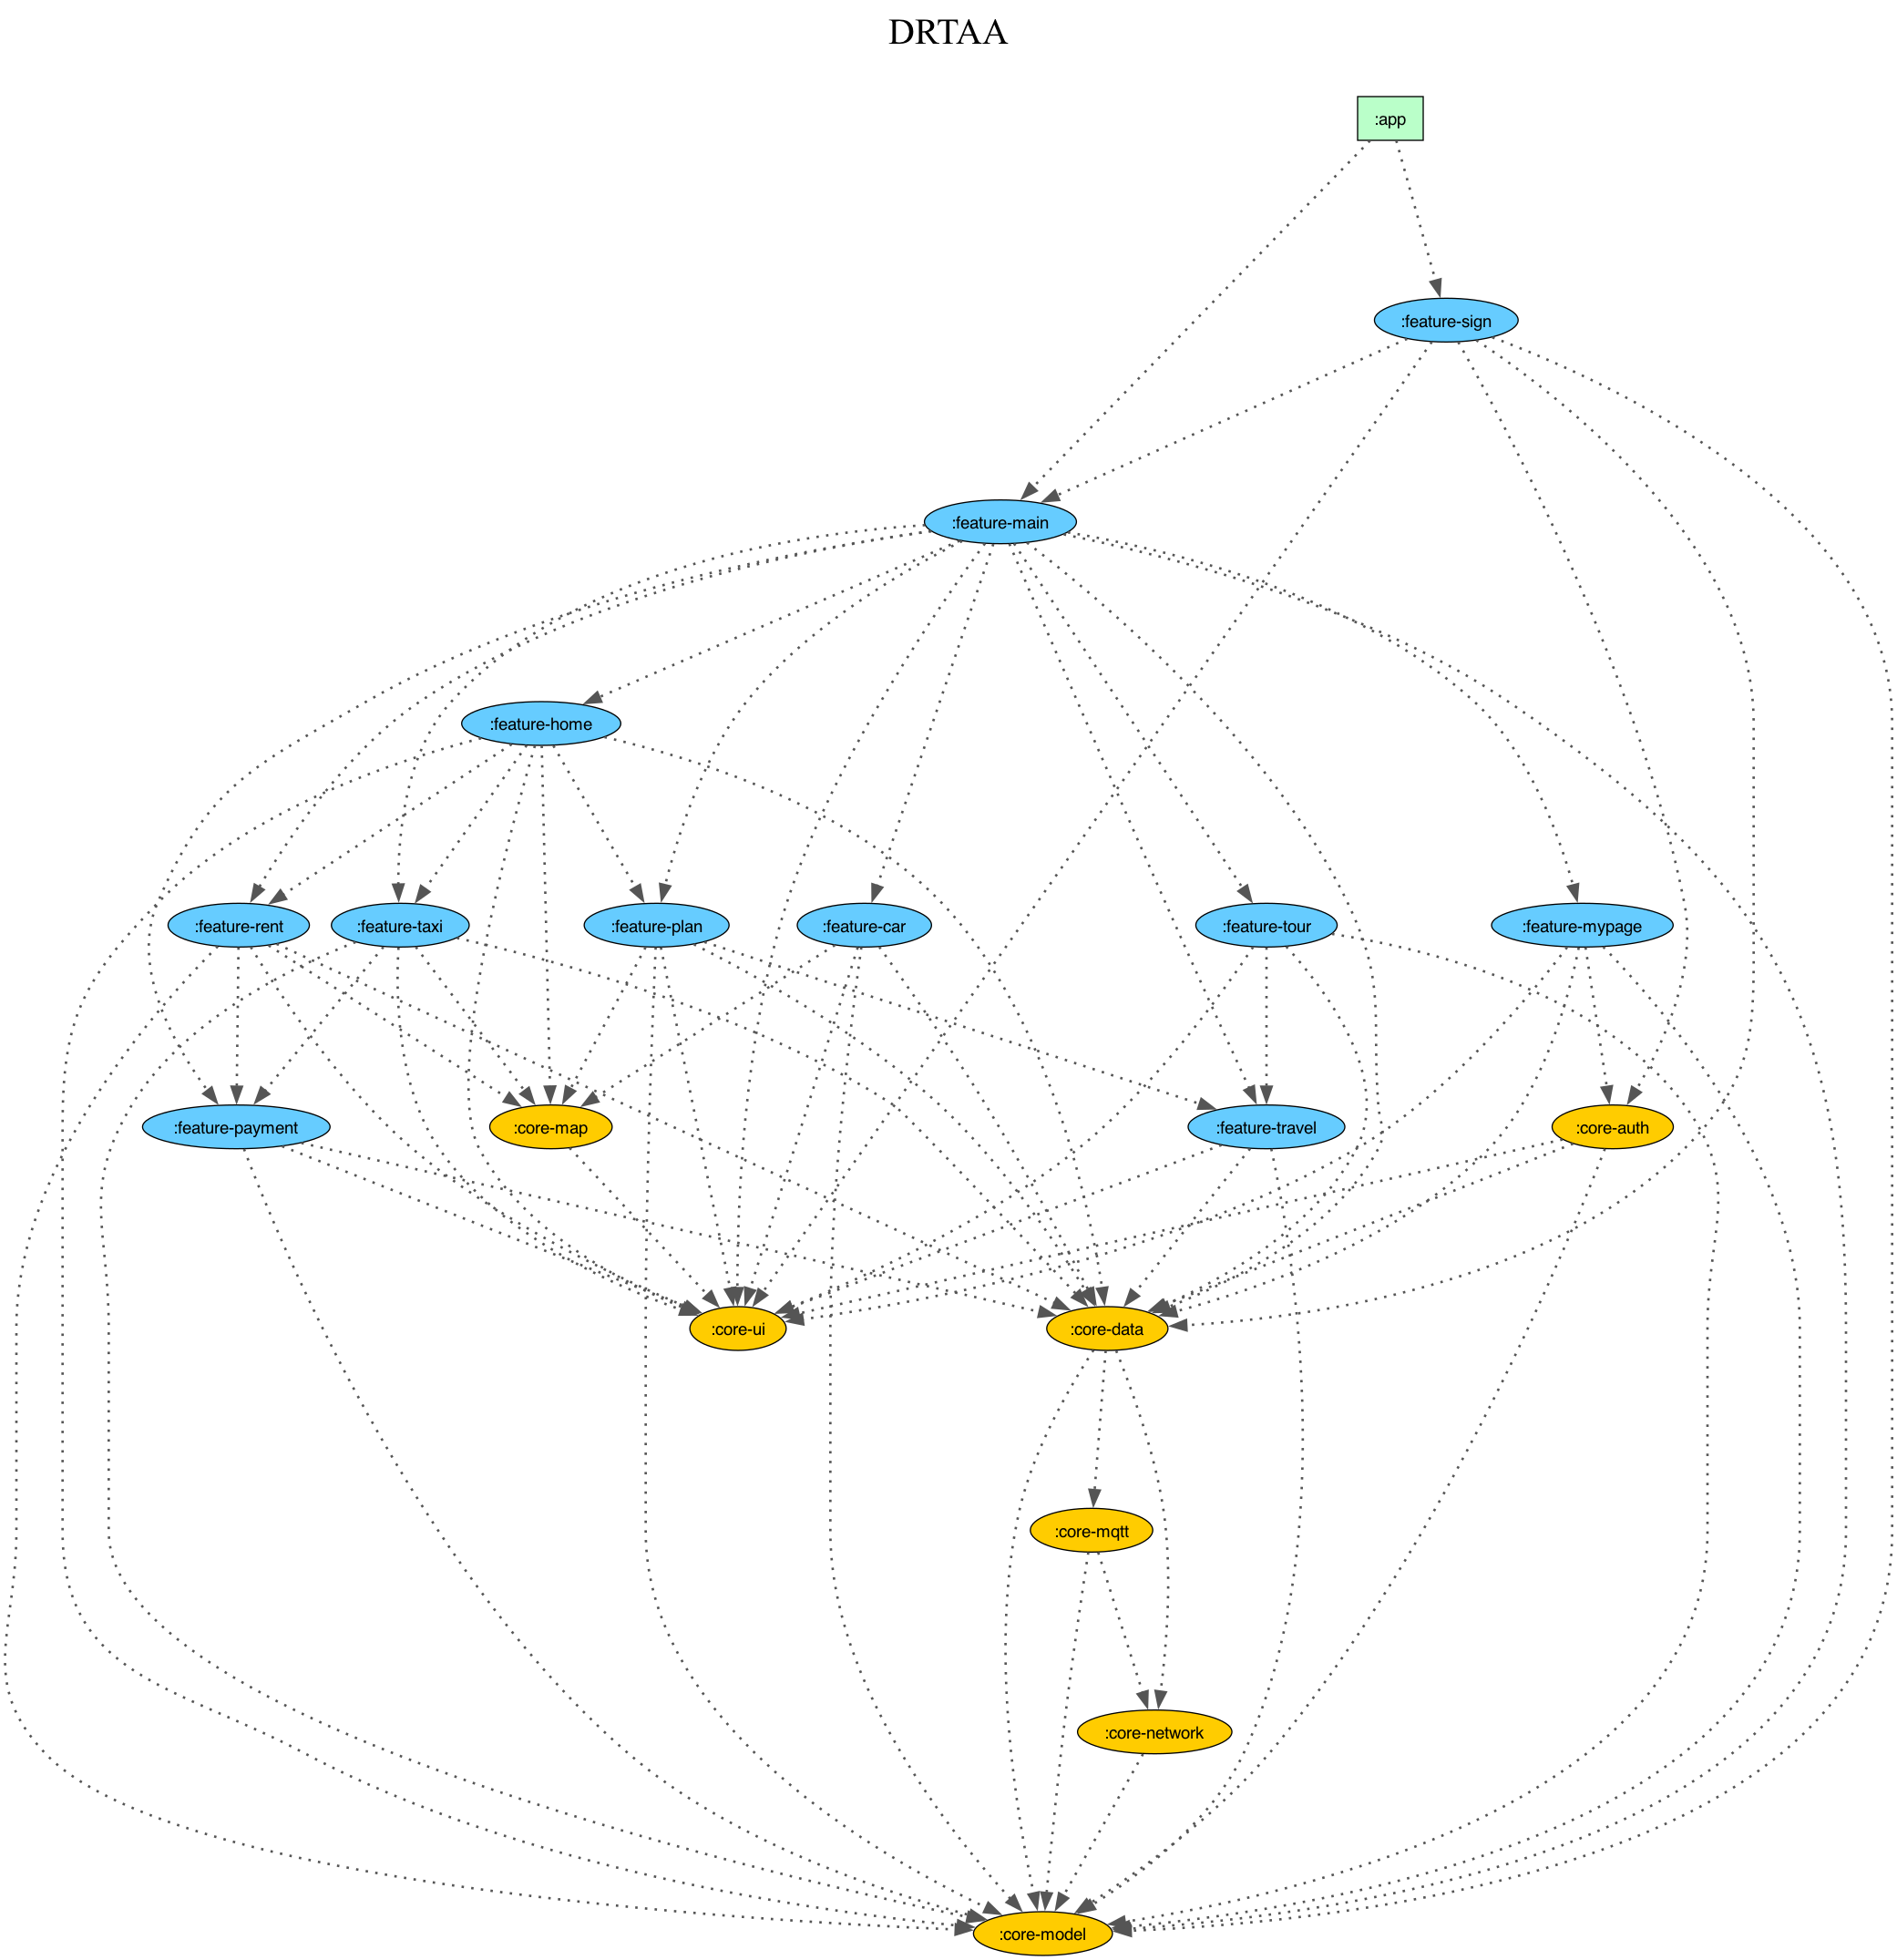 DRTAA
:app
:feature-sign
:feature-main
:feature-home
:feature-rent
:feature-taxi
:feature-plan
:feature-car
:feature-tour
:feature-mypage
:feature-payment
:core-map
:feature-travel
:core-auth
:core-ui
:core-data
:core-mqtt
:core-network
:core-model